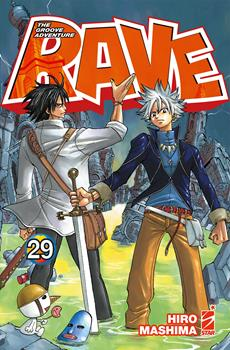 THE GROOVE ADVENTURE
RAVE
29
HIRO
MASHIMA
STAR